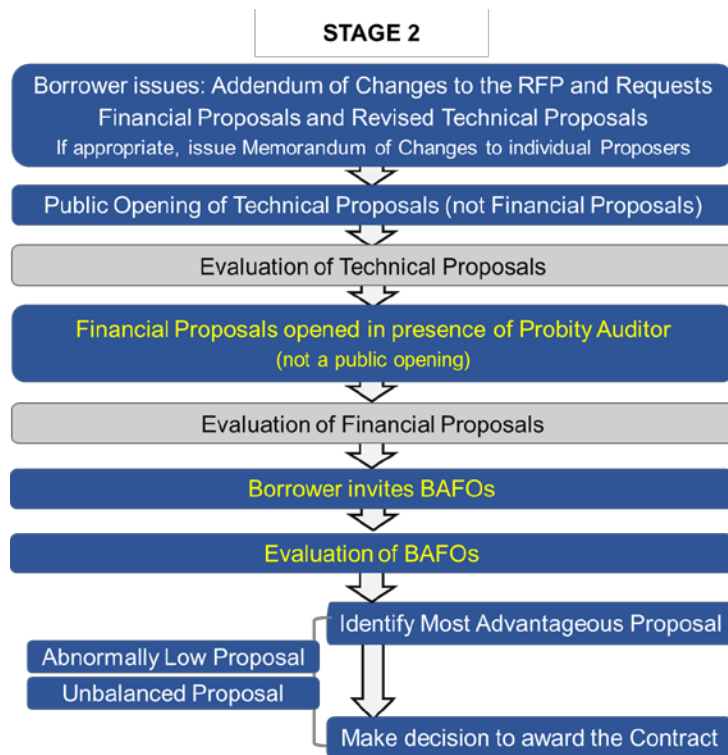 STAGE 2
Borrower issues: Addendum of Changes to the RFP and Requests
Financial Proposals and Revised Technical Proposals
If appropriate, issue Memorandum of Changes to individual Proposers
Public Opening of Technical Proposals (not Financial Proposals)
Evaluation of Technical Proposals
Financial Proposals opened in presence of Probity Auditor
(not a public opening)
Evaluation of Financial Proposals
Borrower invites BAFOs
Evaluation of BAFOs
Identify Most Advantageous Proposal
Abnormally Low Proposal
Unbalanced Proposal
Make decision to award the Contract